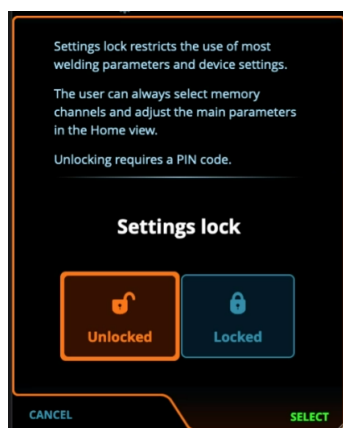 Settings lock restricts the use of most
welding parameters and device settings.
The user can always select memory
channels and adjust the main parameters
in the Home view.
Unlocking requires a PIN code.
Settings lock
Unlocked Locked
CANCEL SELECT